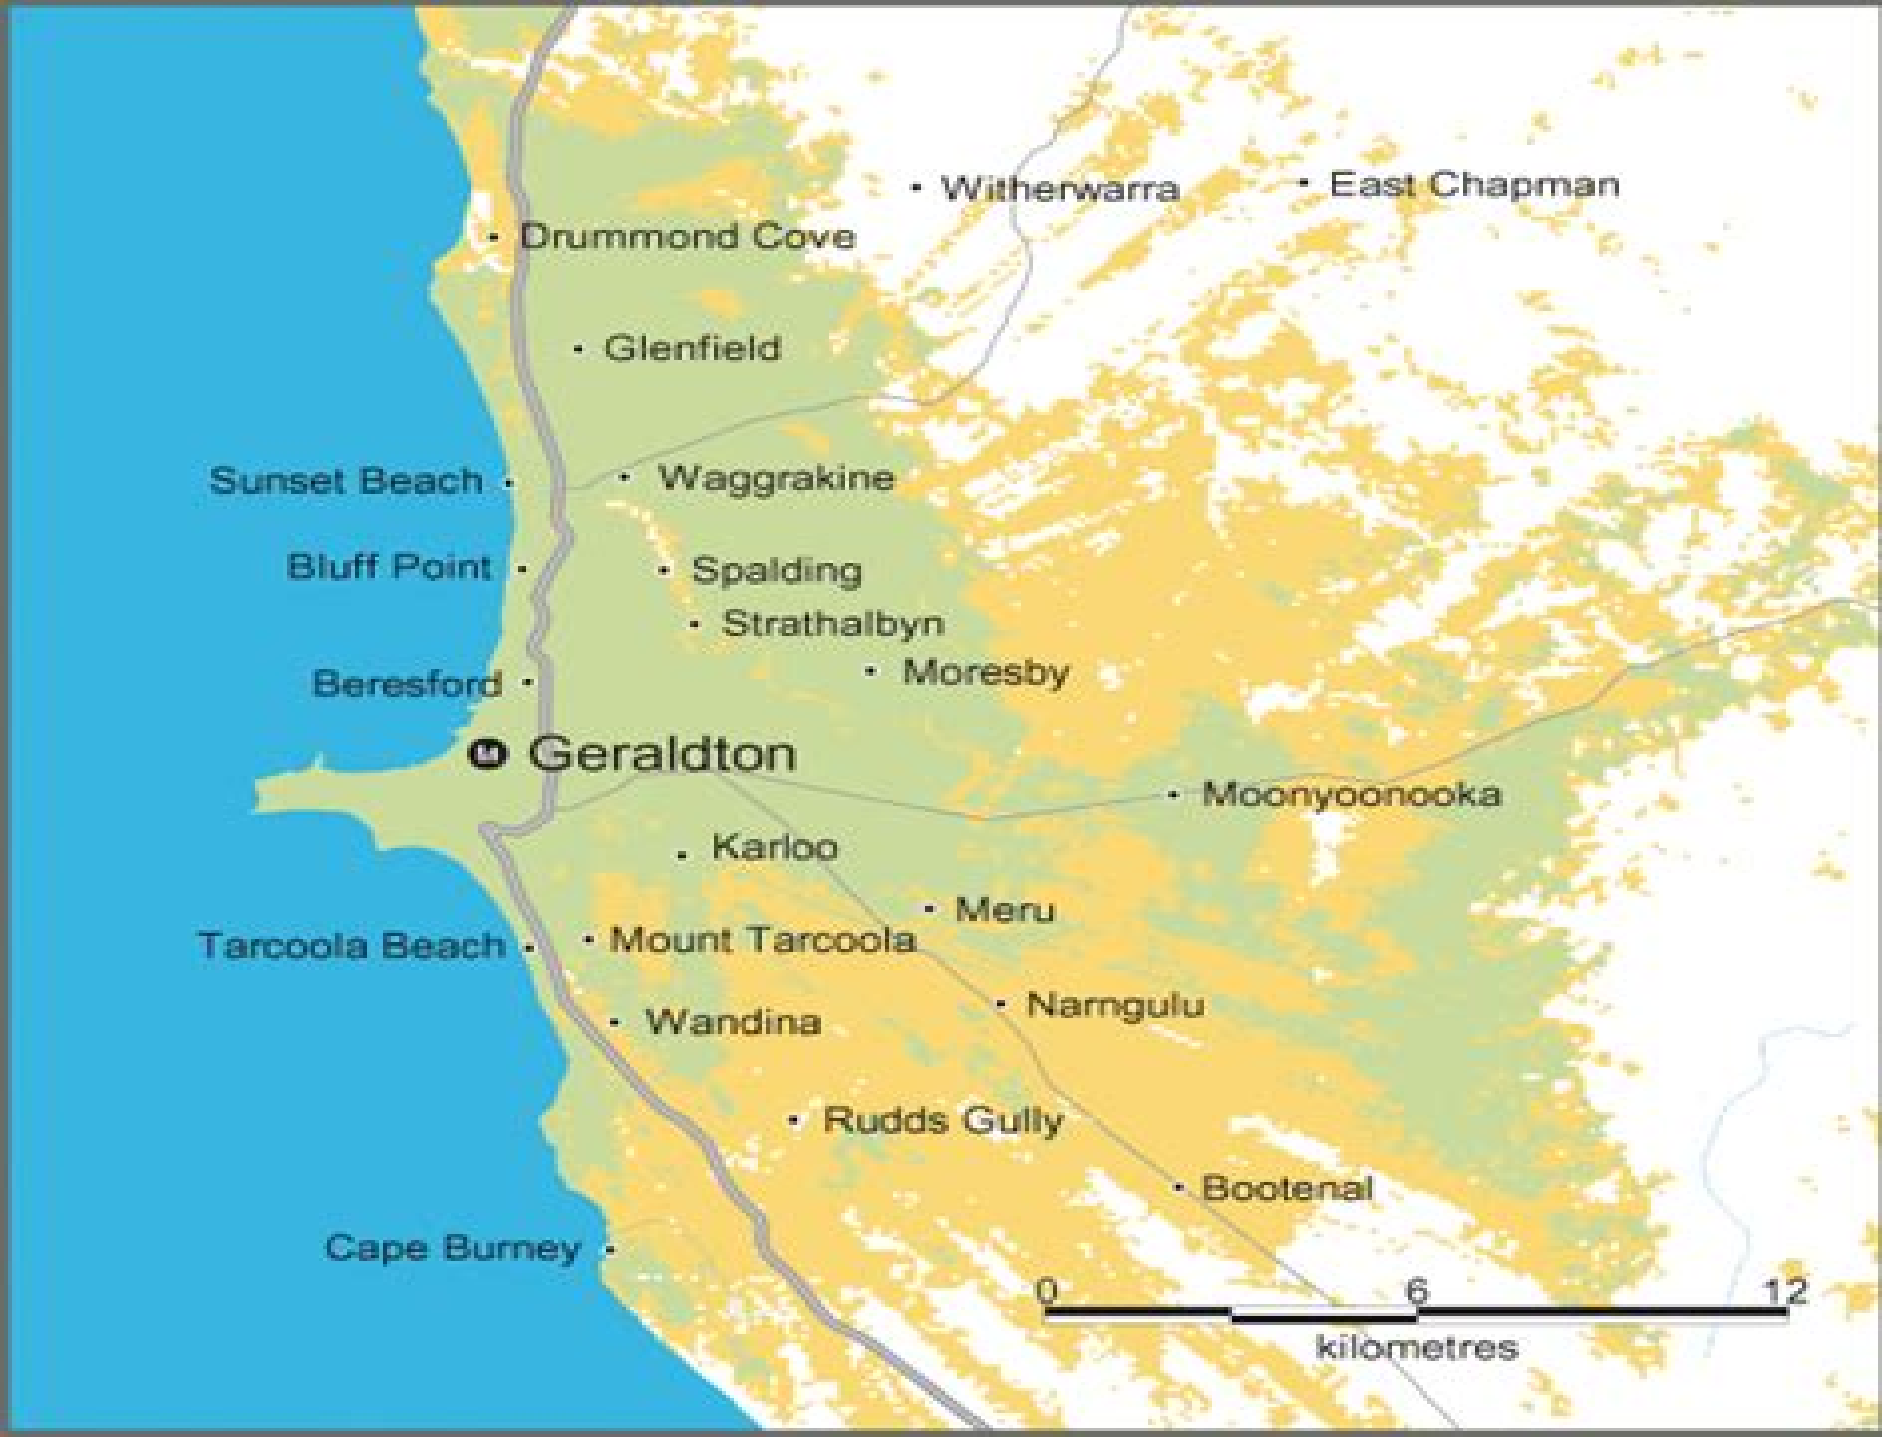 Witherwarra
East Chapman
Drummond Cove
Glenfield
Sunset Beach
Waggrakine
Bluff Point
Spalding
Strathalbyn
Moresby
Beresford
M
Geraldton
Moonyoonooka
Karloo
Meru
Mount Tarcoola
Tarcoola Beach
Narngulu
Wandina
Rudds Gully
Bootenal
Cape Burney
0 6 12
kilometres